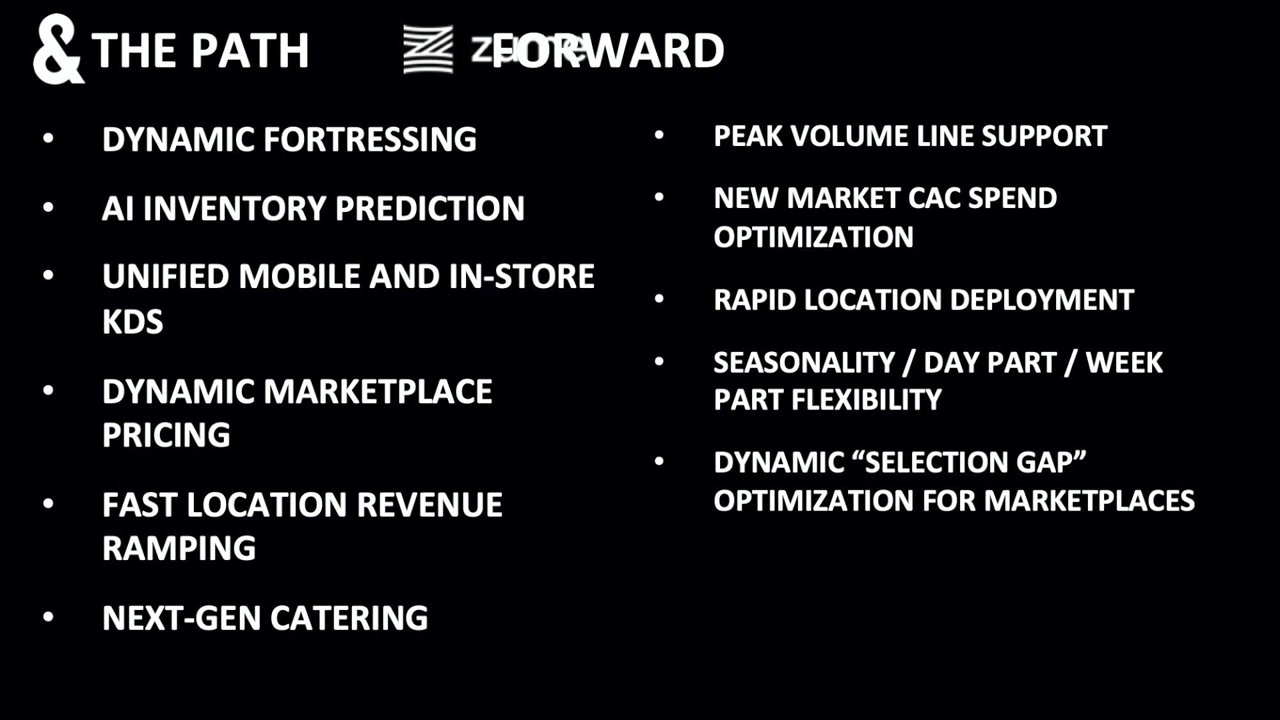 & THE PATH zume FORWARD
• DYNAMIC FORTRESSING
• AI INVENTORY PREDICTION
• UNIFIED MOBILE AND IN-STORE
KDS
• DYNAMIC MARKETPLACE
PRICING
• FAST LOCATION REVENUE
RAMPING
• NEXT-GEN CATERING
• PEAK VOLUME LINE SUPPORT
• NEW MARKET CAC SPEND
OPTIMIZATION
• RAPID LOCATION DEPLOYMENT
• SEASONALITY / DAY PART / WEEK
PART FLEXIBILITY
• DYNAMIC “SELECTION GAP”
OPTIMIZATION FOR MARKETPLACES